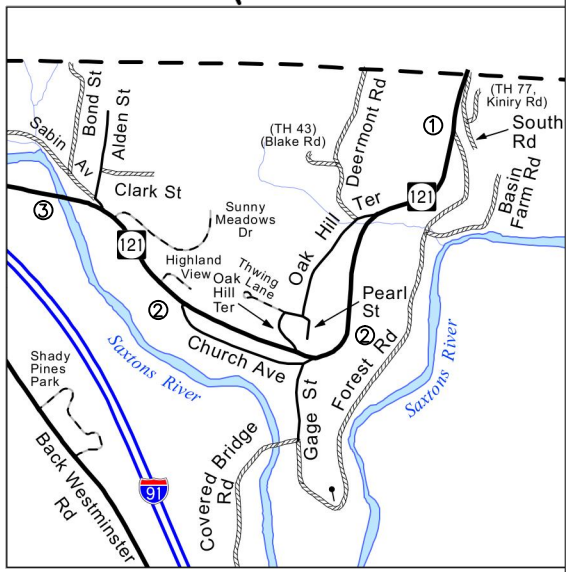 Bond St
Alden St
Sabin
Av
Clark St
Sunny
Meadows
Dr
Highland
View
Oak
Hill
Ter
Thwing
Lane
Oak Hill Ter
(TH 43)
(Blake Rd)
Deermont Rd
①
(TH 77,
Kiniry Rd)
South
Rd
121
Basin
Farm Rd
③
121
②
Pearl
St
②
Church Ave
Gage St
Forest Rd
Saxtons River
Saxtons River
Shady
Pines
Park
Back Westminster
Rd
91
Covered Bridge
Rd